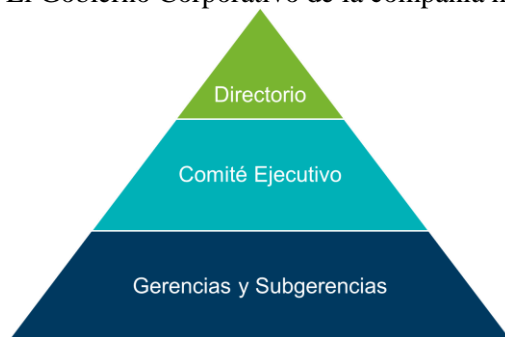 El Gobierno Corporativo de la compañía
Directorio
Comité Ejecutivo
Gerencias y Subgerencias